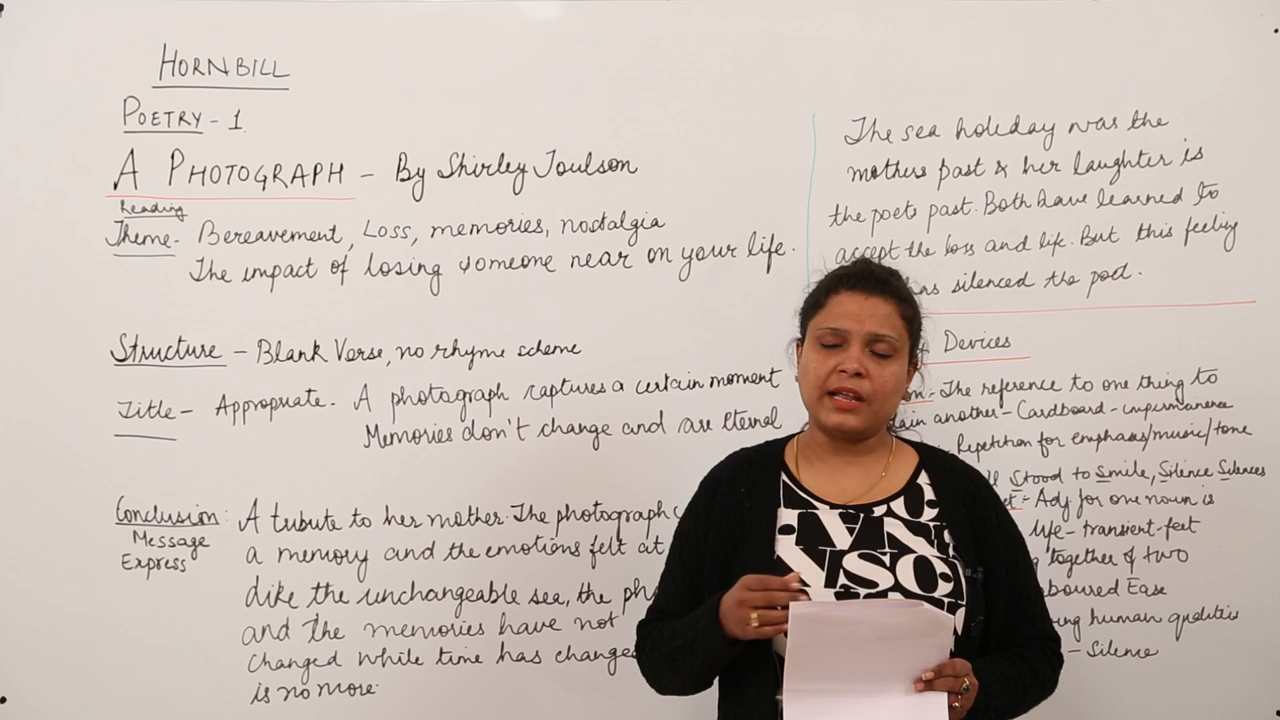 HORNBILL
POETRY - 1
A PHOTOGRAPH - By Shirley Toulson
Reading
Theme - Bereavement, Loss, memories, nostalgia
The impact of losing someone near on your life.
Structure - Blank Verse, no rhyme scheme
Title - Appropriate - A photograph captures a certain moment
Memories don't change and are eternal
Conclusion: A tribute to her mother. The photograph
Message a memory and the emotions felt at
Express
Like the unchangeable sea, the
and the memories have not
changed while time has
is no more.
The sea holiday was the
mothers past & her laughter is
the poets past. Both have learned to
accept the loss and life. But this feeling
has silenced the poet.
Devices
The reference to one thing to
another - Cardboard - impermanence
Repetition for emphasis/music/tone
Stood to Smile, Silence Silences
Adj for one noun is
life - transient-feet
together of two
Ease
human qualities
- Silence
VNSO